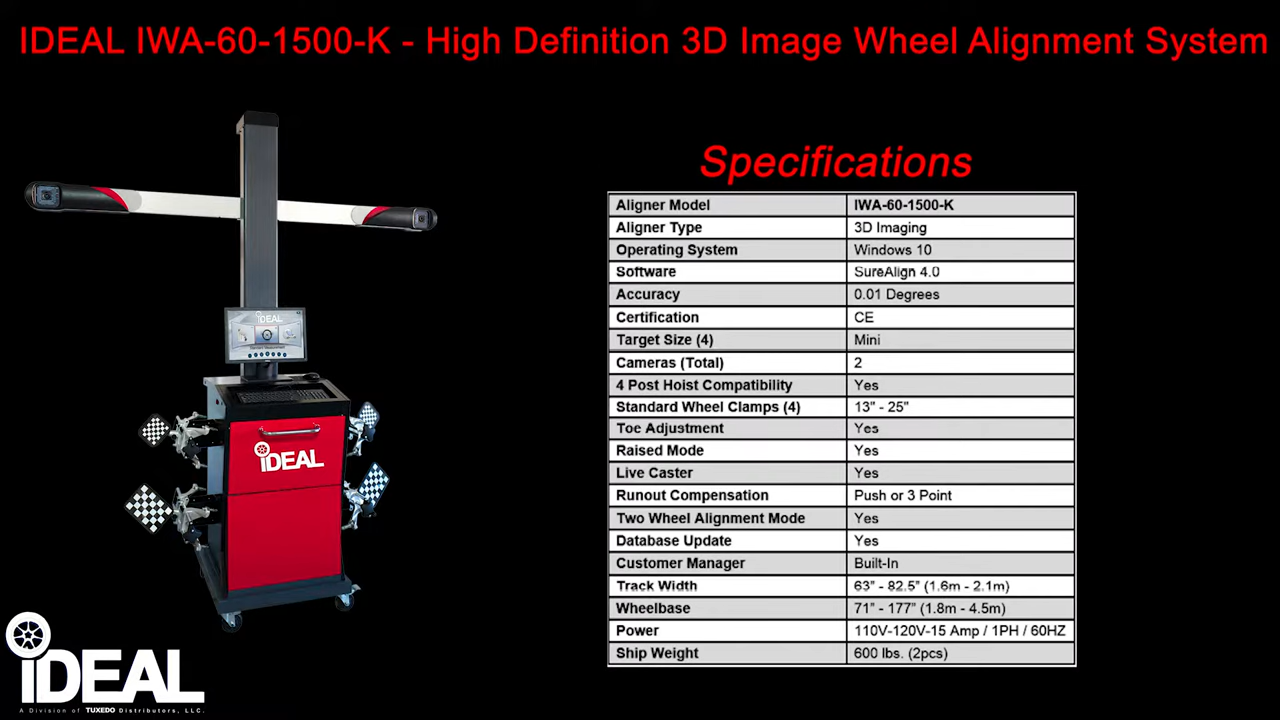 IDEAL IWA-60-1500-K - High Definition 3D Image Wheel Alignment System
Specifications
Aligner Model IWA-60-1500-K
Aligner Type 3D Imaging
Operating System Windows 10
Software SureAlign 4.0
Accuracy 0.01 Degrees
Certification CE
Target Size (4) Mini
Cameras (Total) 2
4 Post Hoist Compatibility Yes
Standard Wheel Clamps (4) 13" - 25"
Toe Adjustment Yes
Raised Mode Yes
Live Caster Yes
Runout Compensation Push or 3 Point
Two Wheel Alignment Mode Yes
Database Update Yes
Customer Manager Built-In
Track Width 63” - 82.5” (1.6m - 2.1m)
Wheelbase 71” - 177” (1.8m - 4.5m)
Power 110V-120V-15 Amp / 1PH / 60HZ
Ship Weight 600 lbs. (2pcs)
iDEAL
iDEAL
iDEAL
A Division of TUXEDO Distributors, LLC.